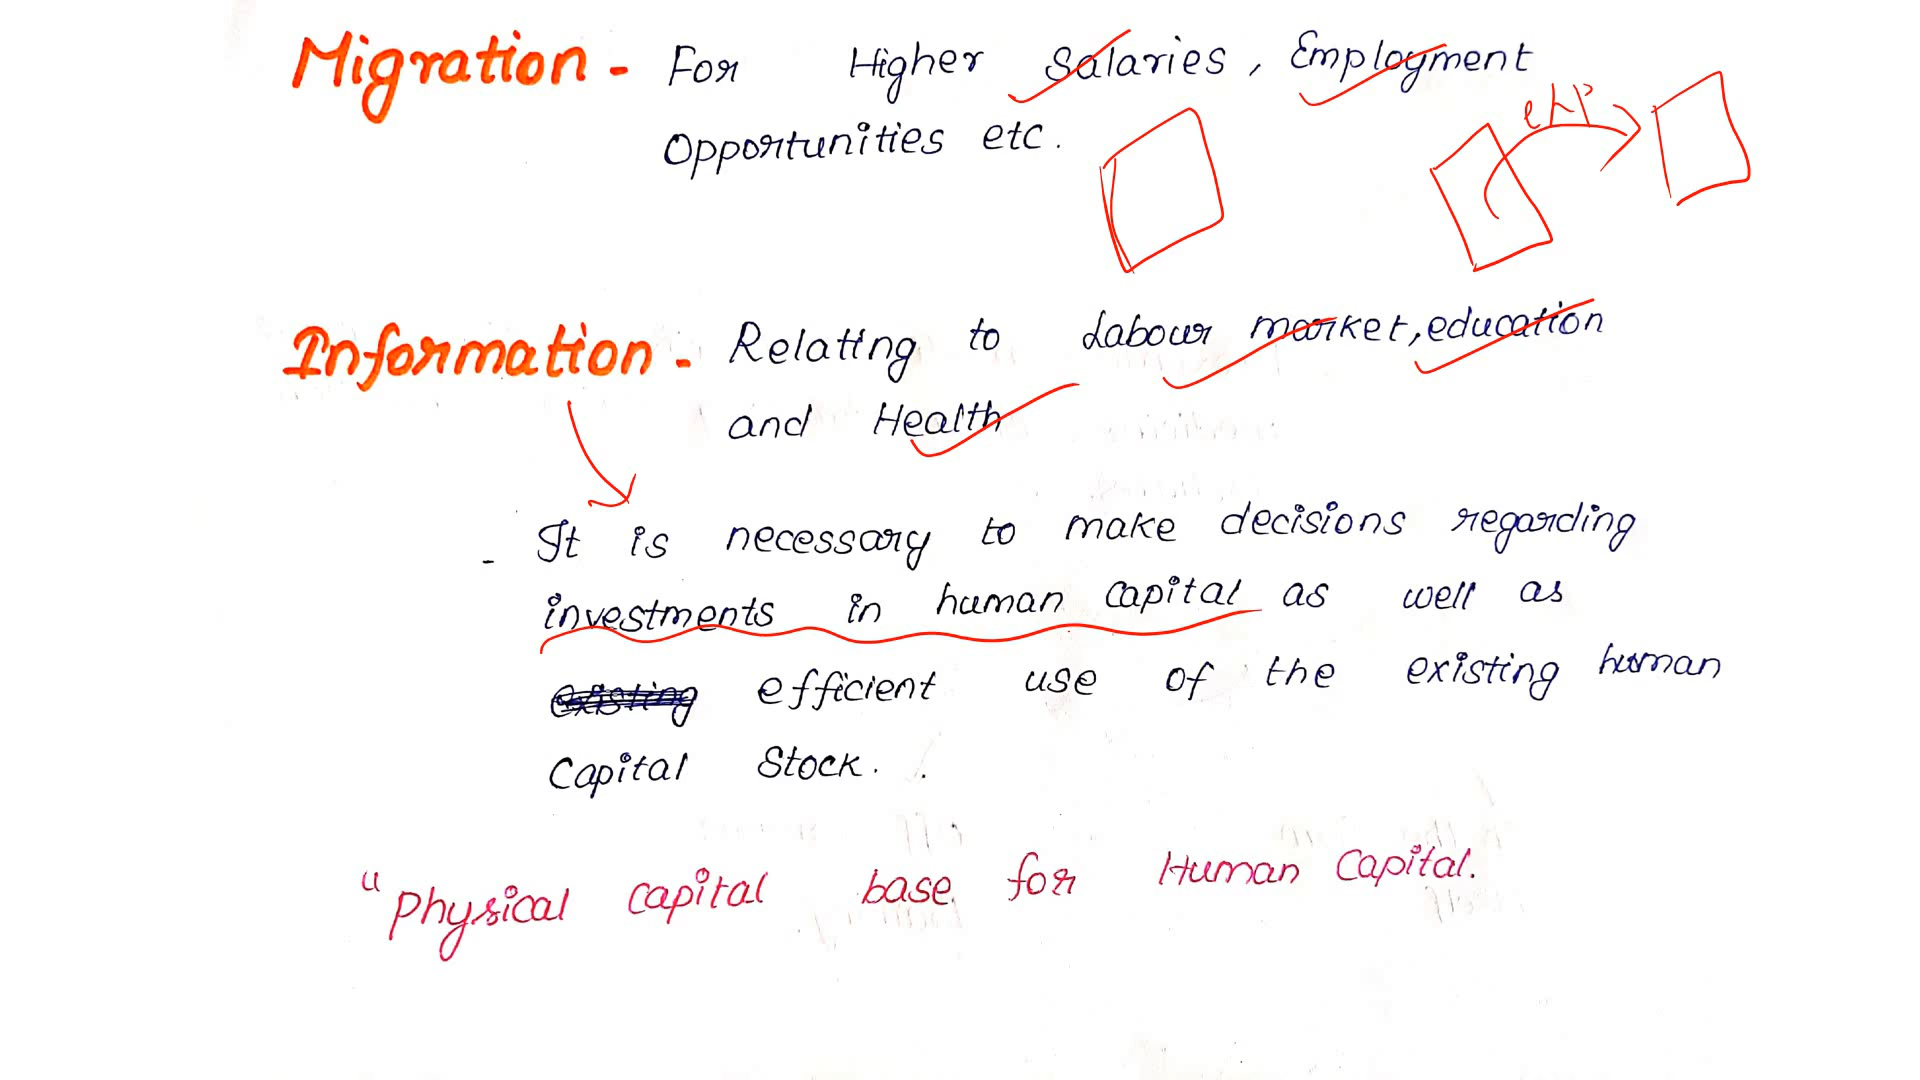 Migration - For Higher Salaries, Employment
Opportunities etc.
exp
Information - Relating to Labour market, education
and Health
- It is necessary to make decisions regarding
investments in human capital as well as
existing efficient use of the existing human
Capital Stock.
"Physical capital base for Human Capital.